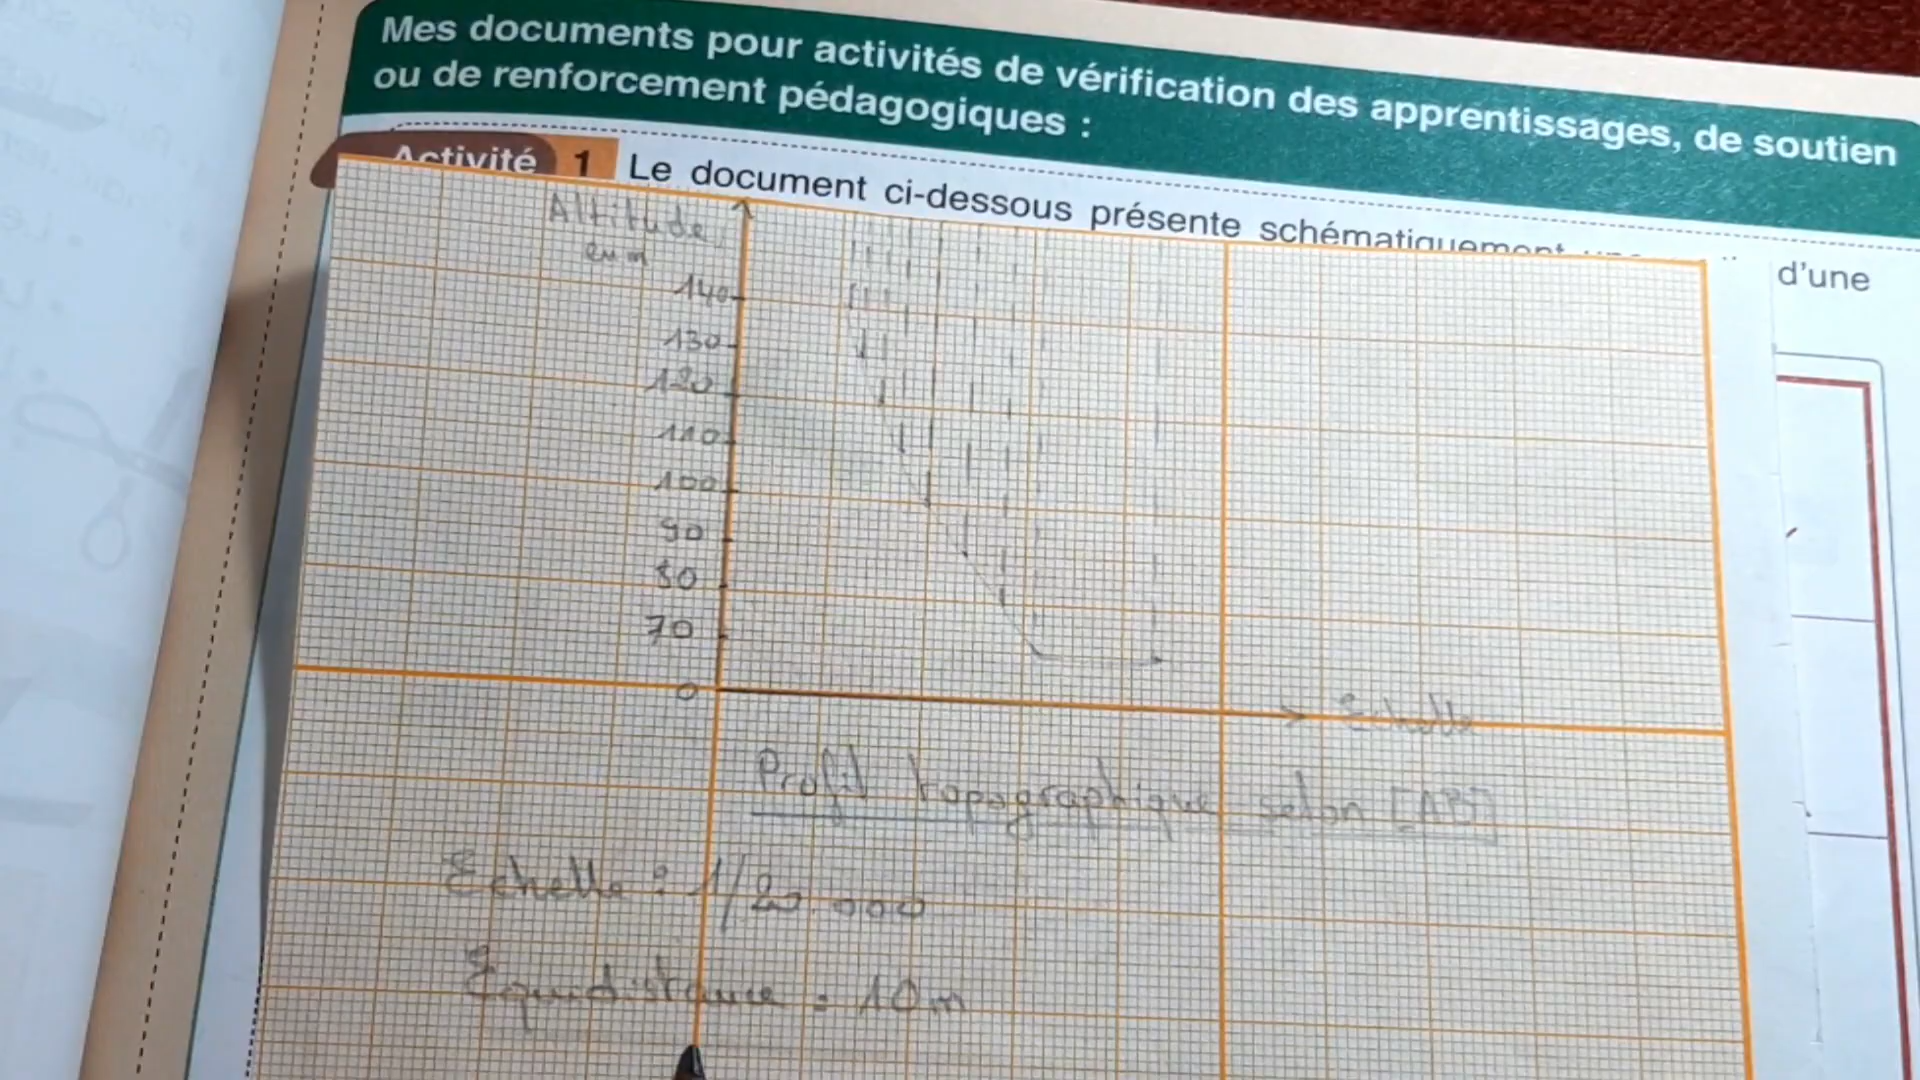 Mes documents pour activités de vérification des apprentissages, de soutien
ou de renforcement pédagogiques :
Activité 1 Le document ci-dessous présente schématiquement
d'une
Altitude
en m
140
130
120
110
100
90
80
70
0
Echelle
Profil topographique selon [AB]
Echelle : 1/20.000
Equidistance : 10m